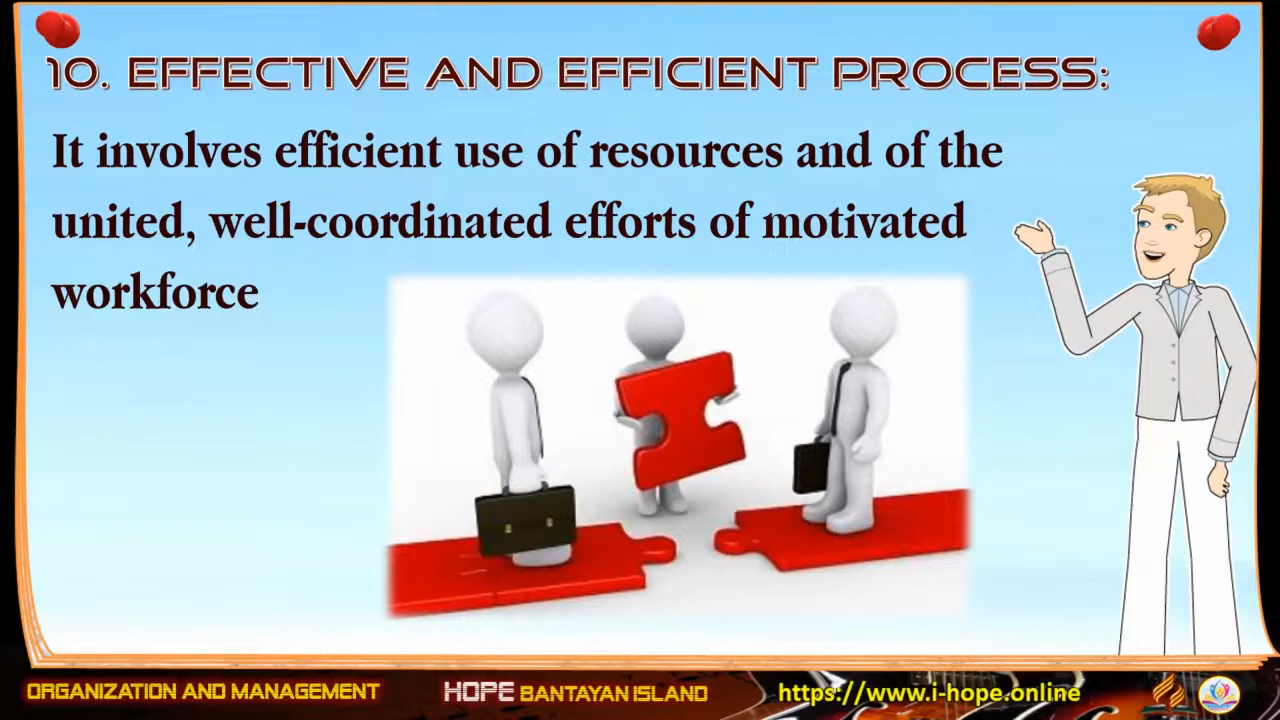 10. EFFECTIVE AND EFFICIENT PROCESS:
It involves efficient use of resources and of the
united, well-coordinated efforts of motivated
workforce
ORGANIZATION AND MANAGEMENT
HOPE BANTAYAN ISLAND
https://www.i-hope.online